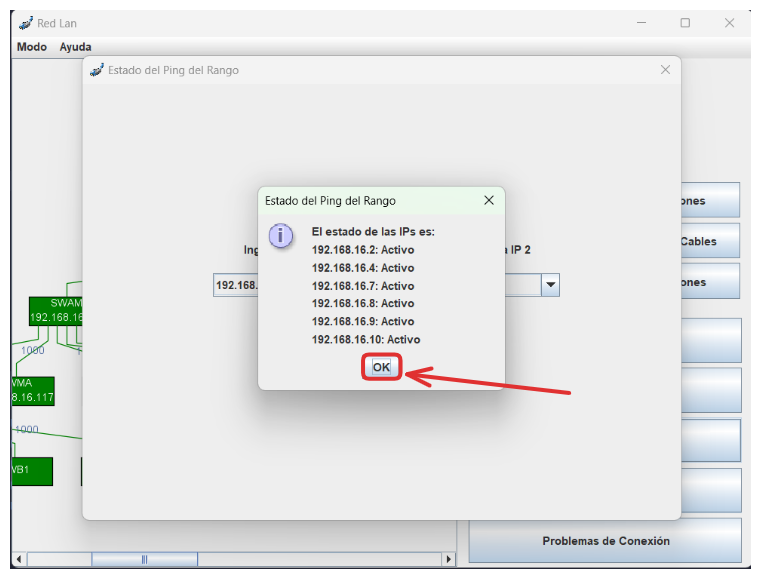 Red Lan
Modo Ayuda
Estado del Ping del Rango
Estado del Ping del Rango
El estado de las IPs es:
192.168.16.2: Activo
192.168.16.4: Activo
192.168.16.7: Activo
192.168.16.8: Activo
192.168.16.9: Activo
192.168.16.10: Activo
OK
Ing
a IP 2
192.168.
ones
Cables
ones
SWAM
192.168.16
1000
WMA
8.16.117
1000
WB1
Problemas de Conexión